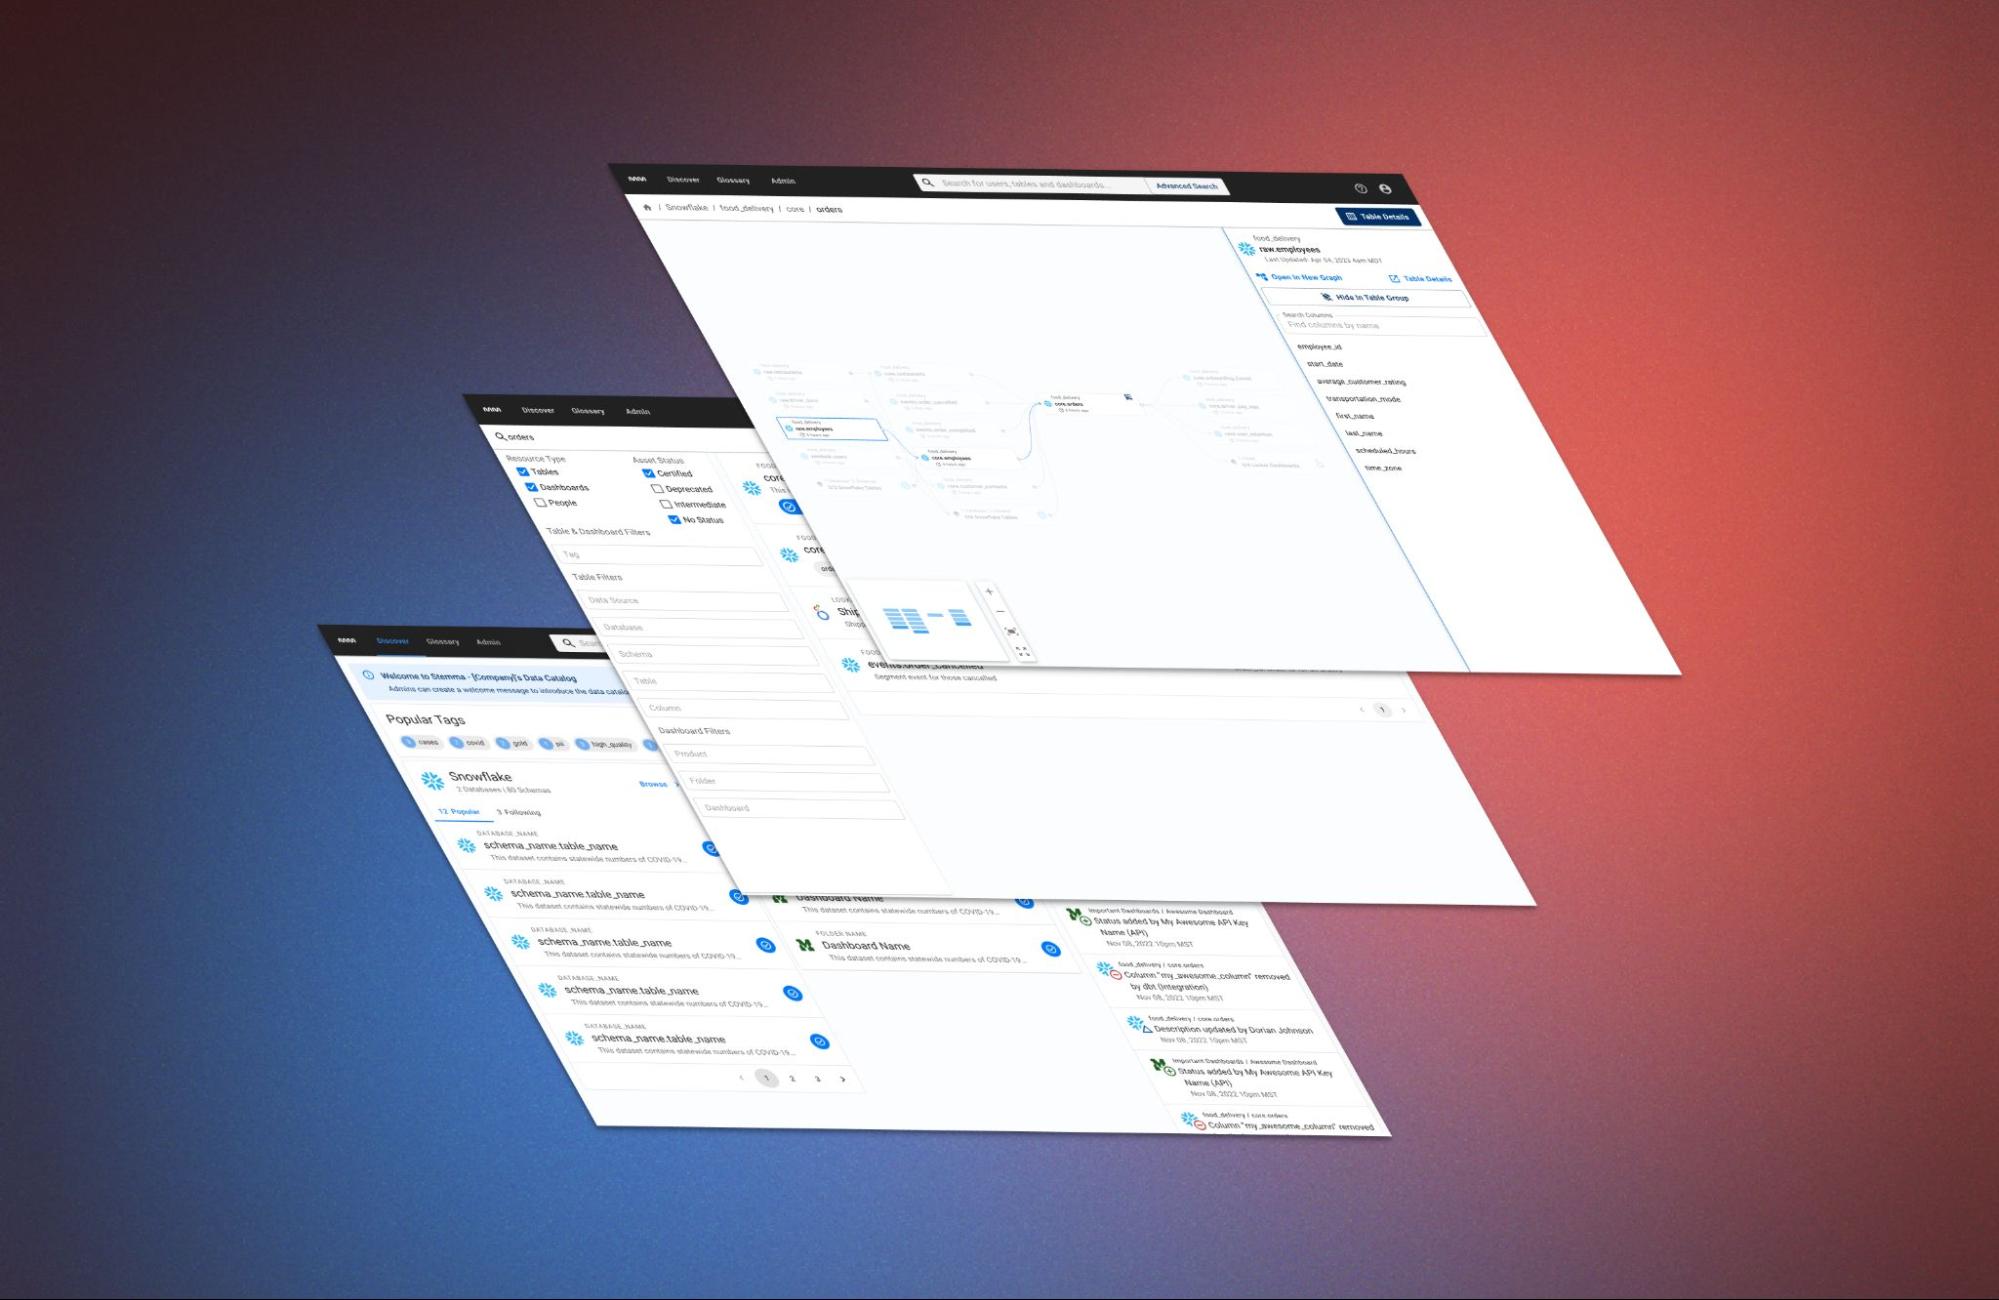 Discover Glossary Admin
Search for users, tables and dashboards...
Advanced Search
/ Snowflake / food_delivery / core / orders
Table Details
food_delivery
raw.employees
Last Updated: Apr 04, 2023 4am MDT
Open In New Graph
Table Details
Hide In Table Group
Search Columns
Find columns by name
employee_id
start_date
average_customer_rating
transportation_mode
first_name
last_name
scheduled_hours
time_zone
food_delivery
core.orders
food_delivery
raw.employees
food_delivery
core.employees
Discover Glossary Admin
orders
Resource Type
Tables
Dashboards
People
Asset Status
Certified
Deprecated
Intermediate
No Status
Table & Dashboard Filters
Tag
Table Filters
Data Source
Database
Schema
Table
Column
Dashboard Filters
Product
Folder
Dashboard
events.order_cancelled
Segment event for those cancelled
1
Discover Glossary Admin
Welcome to Stemma - [Company]'s Data Catalog
Admins can create a welcome message to introduce the data
Popular Tags
cases covid gold pii high_quality
Snowflake
2 Databases | 80 Schemas
Browse
12 Popular 3 Following
DATABASE_NAME
schema_name.table_name
This dataset contains statewide numbers of COVID-19...
DATABASE_NAME
schema_name.table_name
This dataset contains statewide numbers of COVID-19...
DATABASE_NAME
schema_name.table_name
This dataset contains statewide numbers of COVID-19...
DATABASE_NAME
schema_name.table_name
This dataset contains statewide numbers of COVID-19...
DATABASE_NAME
schema_name.table_name
This dataset contains statewide numbers of COVID-19...
1 2 3
Dashboard Name
This dataset contains statewide numbers of COVID-19...
FOLDER NAME
Dashboard Name
This dataset contains statewide numbers of COVID-19...
Important Dashboards / Awesome Dashboard
Status added by My Awesome API Key
Name (API)
Nov 08, 2022 10pm MST
food_delivery / core.orders
Column "my_awesome_column" removed
by dbt (Integration)
Nov 08, 2022 10pm MST
food_delivery / core.orders
Description updated by Dorian Johnson
Nov 08, 2022 10pm MST
Important Dashboards / Awesome Dashboard
Status added by My Awesome API Key
Name (API)
Nov 08, 2022 10pm MST
food_delivery / core.orders
Column "my_awesome_column" removed